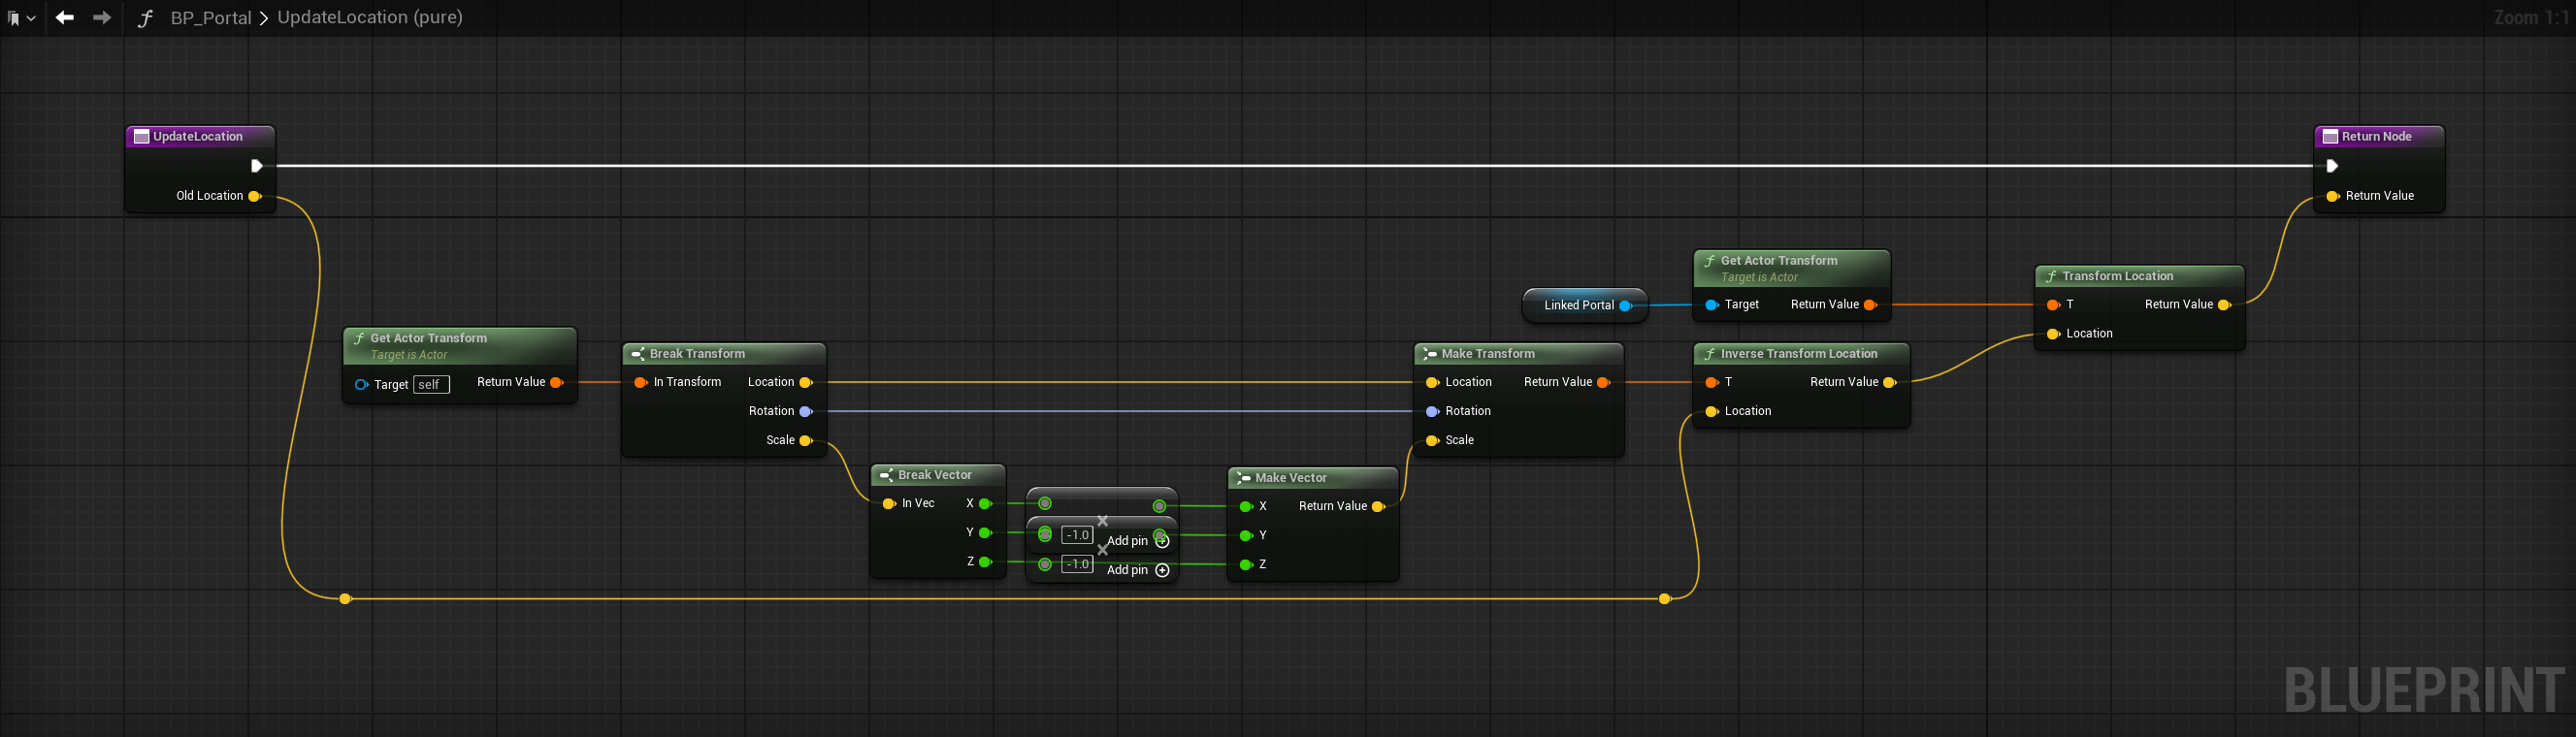 BP_Portal > UpdateLocation (pure)
Zoom 1:1
UpdateLocation
Old Location
Return Node
Return Value
Get Actor Transform
Target is Actor
Linked Portal
Target Return Value
Transform Location
T Return Value
Location
Get Actor Transform
Target is Actor
Target self Return Value
Break Transform
In Transform Location
Rotation
Scale
Make Transform
Location Return Value
Rotation
Scale
Inverse Transform Location
T Return Value
Location
Break Vector
In Vec X
Y
Z
-1.0 Add pin
-1.0 Add pin
Make Vector
X Return Value
Y
Z
BLUEPRINT